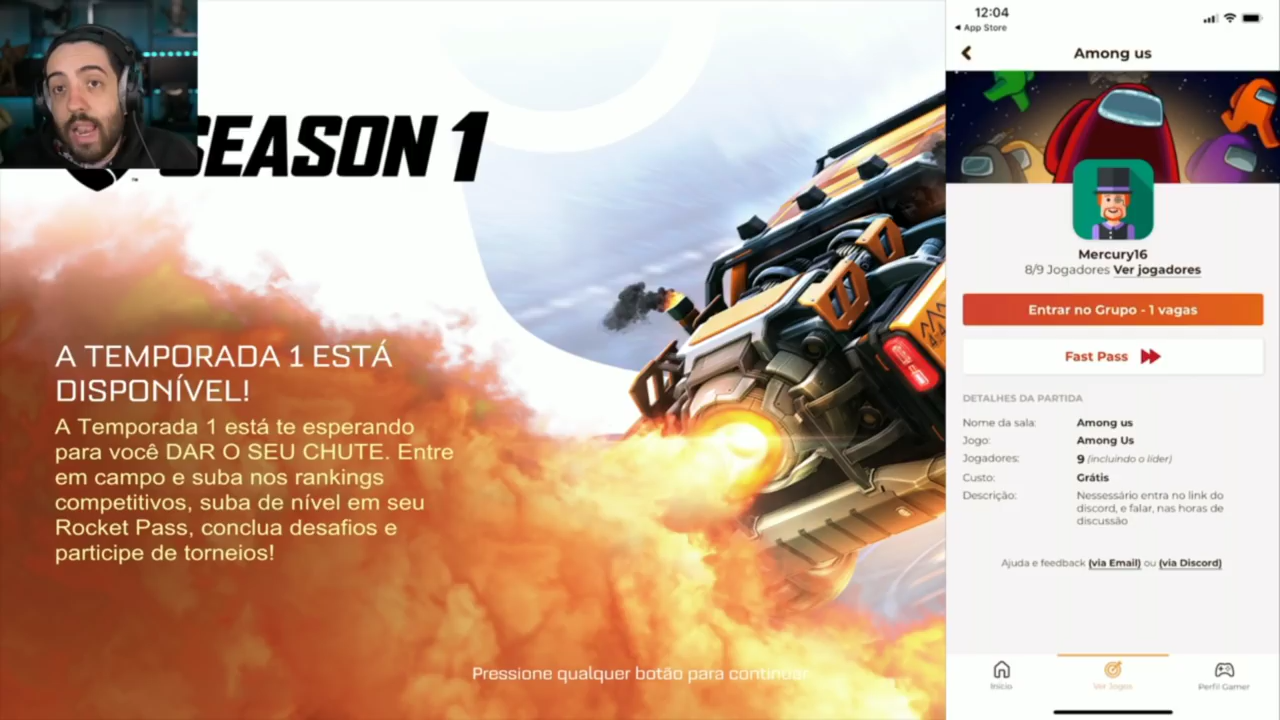 SEASON 1
A TEMPORADA 1 ESTÁ
DISPONÍVEL!
A Temporada 1 está te esperando
para você DAR O SEU CHUTE. Entre
em campo e suba nos rankings
competitivos, suba de nível em seu
Rocket Pass, conclua desafios e
participe de torneios!
Pressione qualquer botão para continuar
12:04
App Store
Among us
Mercury16
8/9 Jogadores Ver jogadores
Entrar no Grupo - 1 vagas
Fast Pass
DETALHES DA PARTIDA
Nome da sala: Among us
Jogo: Among Us
Jogadores: 9 (incluindo o líder)
Custo: Grátis
Descrição: Nessessário entra no link do
discord, e falar, nas horas de
discussão
Ajuda e feedback (via Email) ou (via Discord)
Início Ver Jogos Perfil Gamer